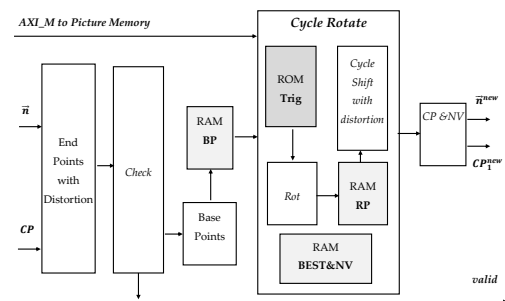 AXI_M to Picture Memory
Cycle Rotate
ROM
Trig
Cycle
Shift
with
distortion
n⃗
End
Points
with
Distortion
CP
Check
RAM
BP
Base
Points
Rot
RAM
RP
RAM
BEST&NV
CP &NV
n⃗ⁿᵉʷ
CP₁ⁿᵉʷ
valid